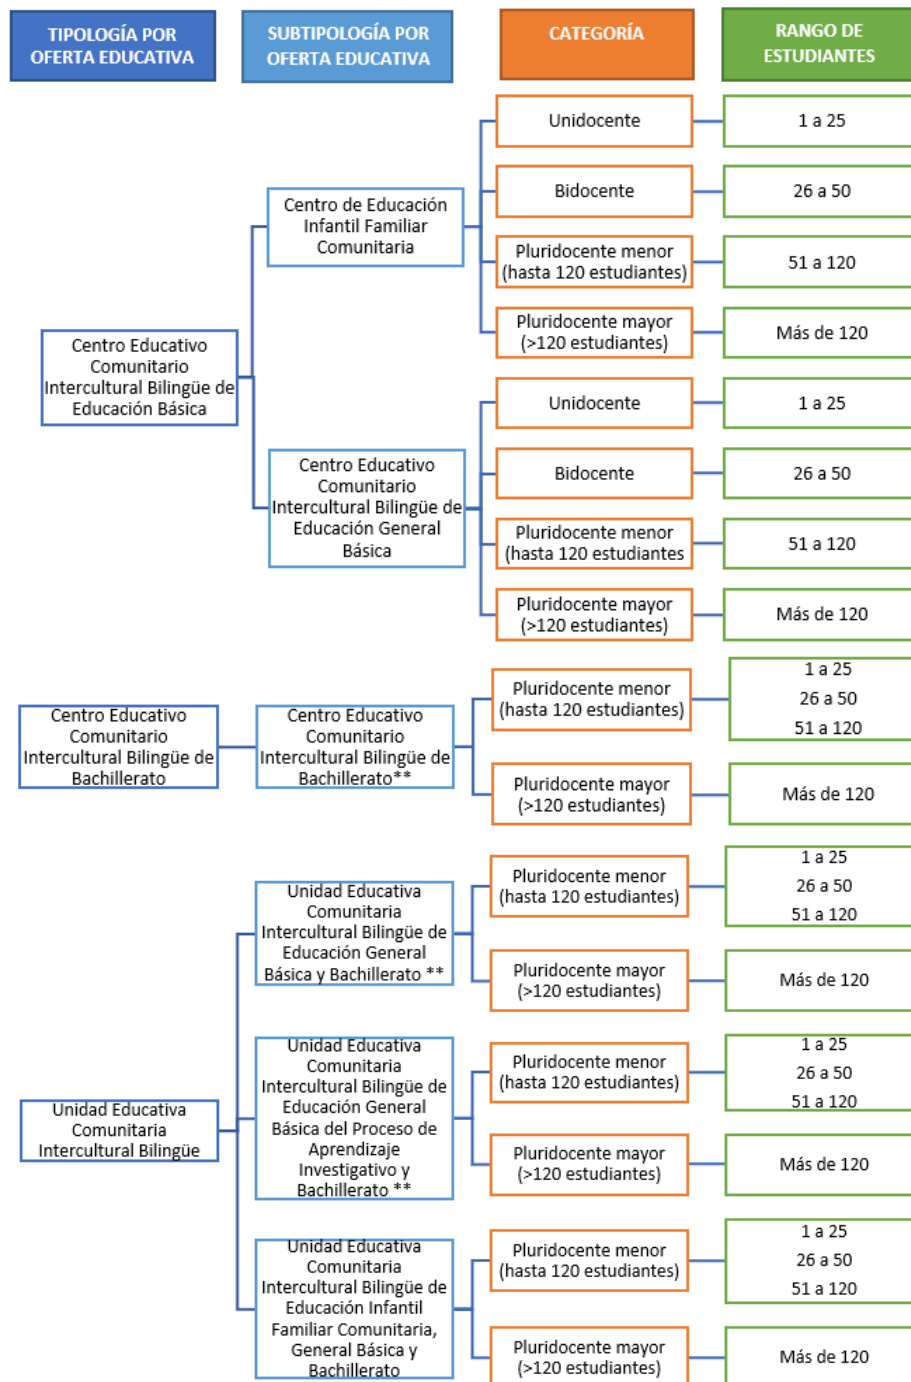 TIPOLOGÍA POR
OFERTA EDUCATIVA
SUBTIPOLOGÍA POR
OFERTA EDUCATIVA
CATEGORÍA
RANGO DE
ESTUDIANTES
Centro Educativo
Comunitario
Intercultural Bilingüe de
Educación Básica
Centro de Educación
Infantil Familiar
Comunitaria
Unidocente
1 a 25
Bidocente
26 a 50
Pluridocente menor
(hasta 120 estudiantes)
51 a 120
Pluridocente mayor
(>120 estudiantes)
Más de 120
Centro Educativo
Comunitario
Intercultural Bilingüe de
Educación General
Básica
Unidocente
1 a 25
Bidocente
26 a 50
Pluridocente menor
(hasta 120 estudiantes
51 a 120
Pluridocente mayor
(>120 estudiantes)
Más de 120
Centro Educativo
Comunitario
Intercultural Bilingüe de
Bachillerato
Centro Educativo
Comunitario
Intercultural Bilingüe de
Bachillerato**
Pluridocente menor
(hasta 120 estudiantes)
1 a 25
26 a 50
51 a 120
Pluridocente mayor
(>120 estudiantes)
Más de 120
Unidad Educativa
Comunitaria
Intercultural Bilingüe
Unidad Educativa
Comunitaria
Intercultural Bilingüe de
Educación General
Básica y Bachillerato **
Pluridocente menor
(hasta 120 estudiantes)
1 a 25
26 a 50
51 a 120
Pluridocente mayor
(>120 estudiantes)
Más de 120
Unidad Educativa
Comunitaria
Intercultural Bilingüe de
Educación General
Básica del Proceso de
Aprendizaje
Investigativo y
Bachillerato **
Pluridocente menor
(hasta 120 estudiantes)
1 a 25
26 a 50
51 a 120
Pluridocente mayor
(>120 estudiantes)
Más de 120
Unidad Educativa
Comunitaria
Intercultural Bilingüe de
Educación Infantil
Familiar Comunitaria,
General Básica y
Bachillerato
Pluridocente menor
(hasta 120 estudiantes)
1 a 25
26 a 50
51 a 120
Pluridocente mayor
(>120 estudiantes)
Más de 120